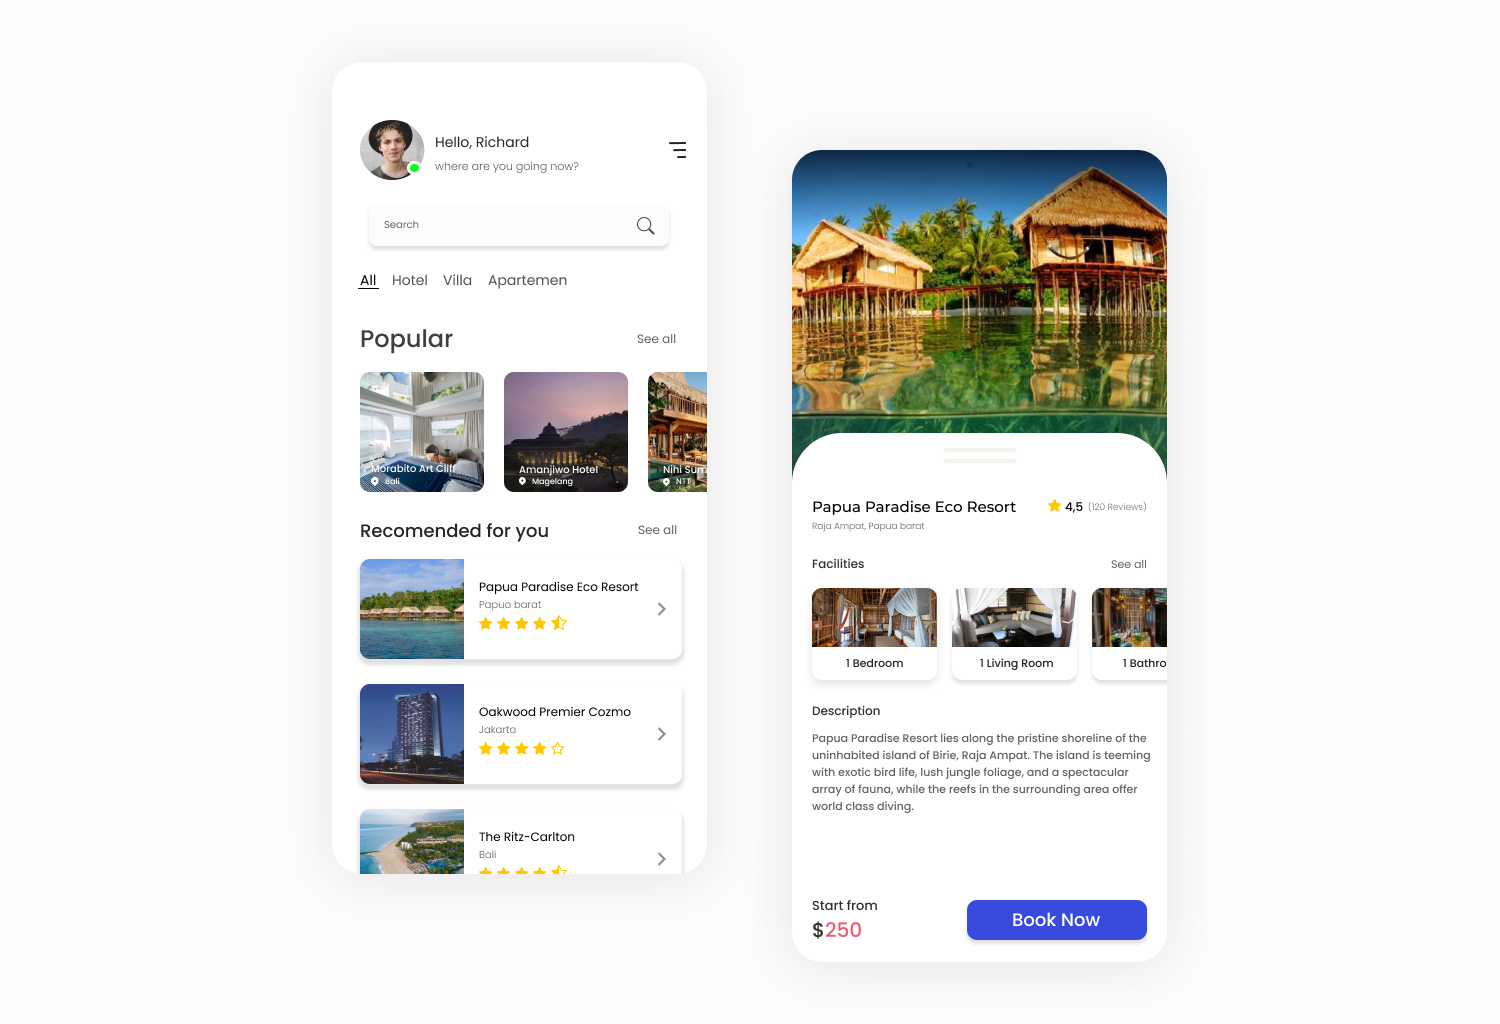 Hello, Richard
where are you going now?
Search
All Hotel Villa Apartemen
Popular See all
Morabito Art Cliff
Bali
Amanjiwo Hotel
Magelang
Nihi Sum
NTT
Recomended for you See all
Papua Paradise Eco Resort
Papua barat
Oakwood Premier Cozmo
Jakarta
The Ritz-Carlton
Bali
Papua Paradise Eco Resort 4,5 (120 Reviews)
Raja Ampat, Papua barat
Facilities See all
1 Bedroom
1 Living Room
1 Bathro
Description
Papua Paradise Resort lies along the pristine shoreline of the
uninhabited island of Birie, Raja Ampat. The island is teeming
with exotic bird life, lush jungle foliage, and a spectacular
array of fauna, while the reefs in the surrounding area offer
world class diving.
Start from
$250
Book Now